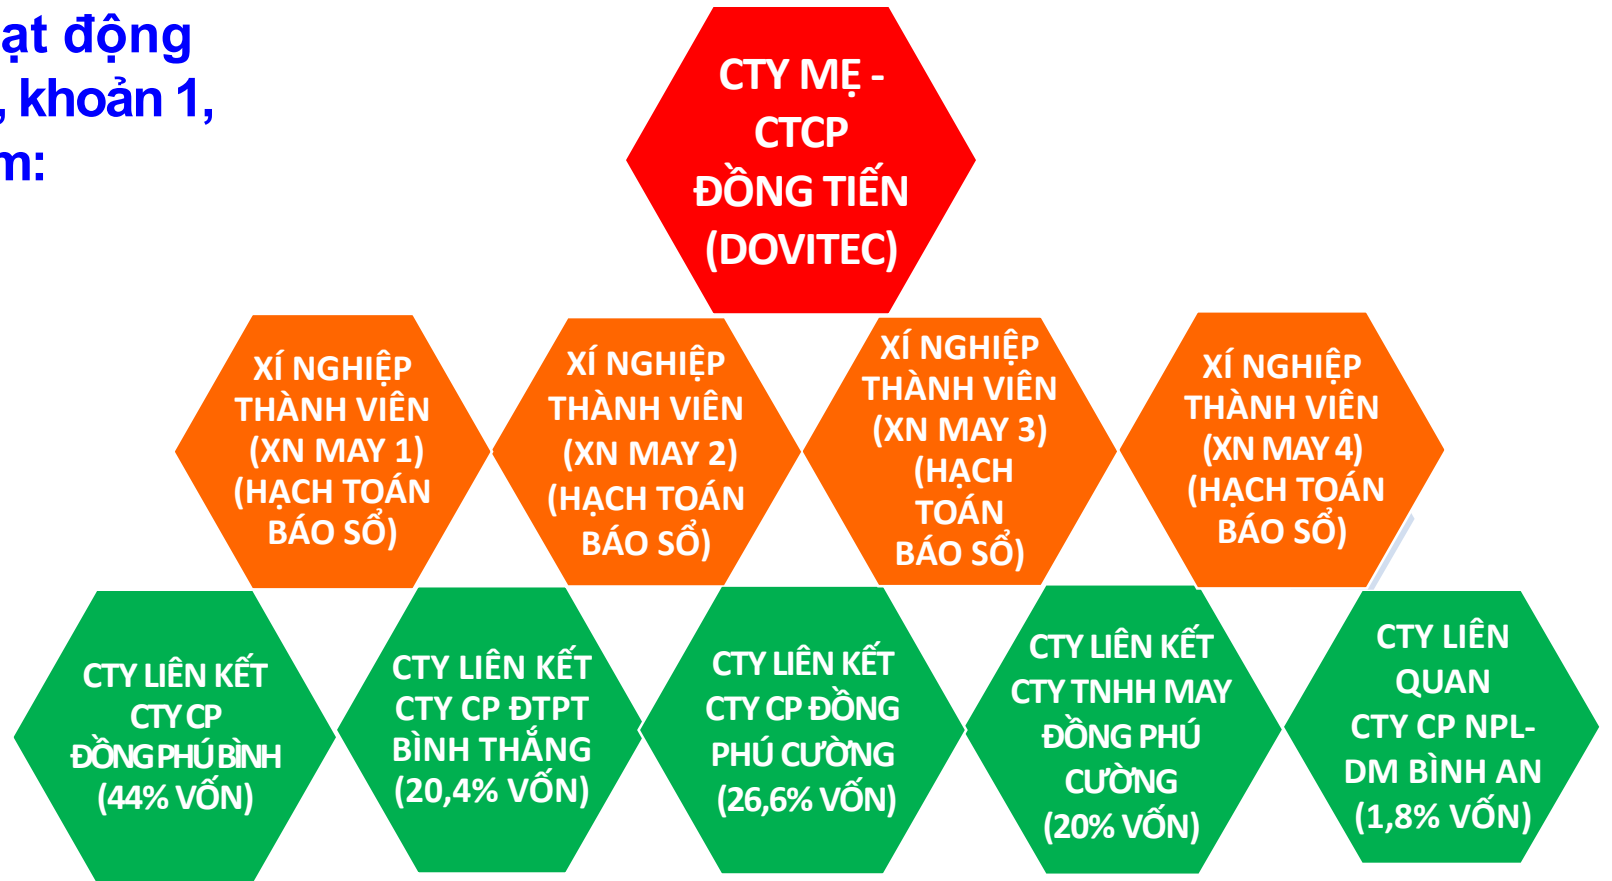 ạt động
, khoản 1,
m:
CTY MẸ -
CTCP
ĐỒNG TIẾN
(DOVITEC)
XÍ NGHIỆP
THÀNH VIÊN
(XN MAY 1)
(HẠCH TOÁN
BÁO SỔ)
XÍ NGHIỆP
THÀNH VIÊN
(XN MAY 2)
(HẠCH TOÁN
BÁO SỔ)
XÍ NGHIỆP
THÀNH VIÊN
(XN MAY 3)
(HẠCH
TOÁN
BÁO SỔ)
XÍ NGHIỆP
THÀNH VIÊN
(XN MAY 4)
(HẠCH TOÁN
BÁO SỔ)
CTY LIÊN KẾT
CTY CP
ĐỒNG PHÚ BÌNH
(44% VỐN)
CTY LIÊN KẾT
CTY CP ĐTPT
BÌNH THẮNG
(20,4% VỐN)
CTY LIÊN KẾT
CTY CP ĐỒNG
PHÚ CƯỜNG
(26,6% VỐN)
CTY LIÊN KẾT
CTY TNHH MAY
ĐỒNG PHÚ
CƯỜNG
(20% VỐN)
CTY LIÊN
QUAN
CTY CP NPL-
DM BÌNH AN
(1,8% VỐN)